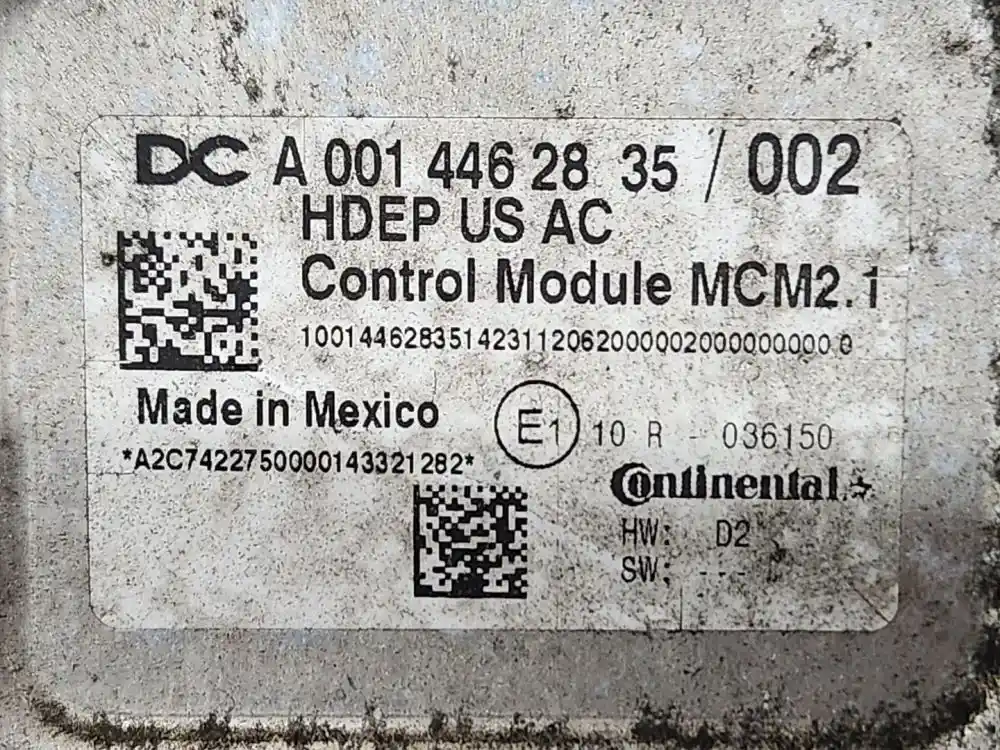 DC A 001 446 28 35 / 002
HDEP US AC
Control Module MCM2.1
10014462835142311206200000200000000000
Made in Mexico
E1 10 R - 036150
*A2C7422750000143321282*
Continental
HW: D2
SW: ---